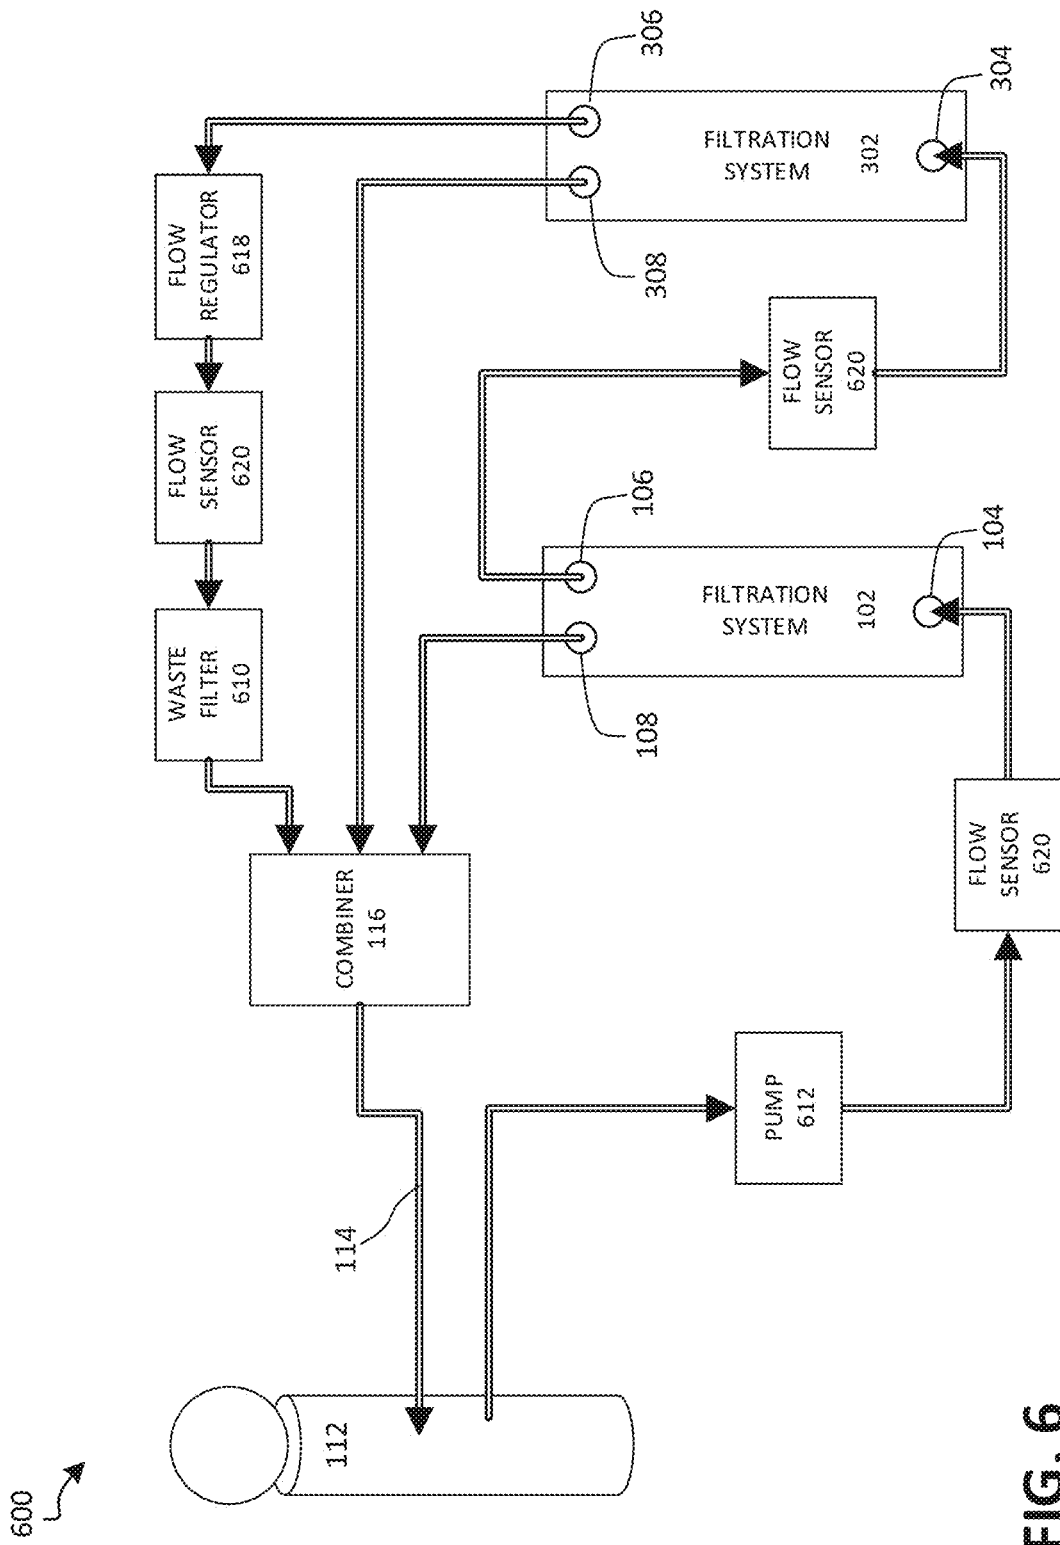 600
112
114
COMBINER
116
WASTE
FILTER
610
FLOW
SENSOR
620
FLOW
REGULATOR
618
PUMP
612
FLOW
SENSOR
620
108
106
FILTRATION
SYSTEM
102
104
FLOW
SENSOR
620
308
306
FILTRATION
SYSTEM
302
304
FIG. 6